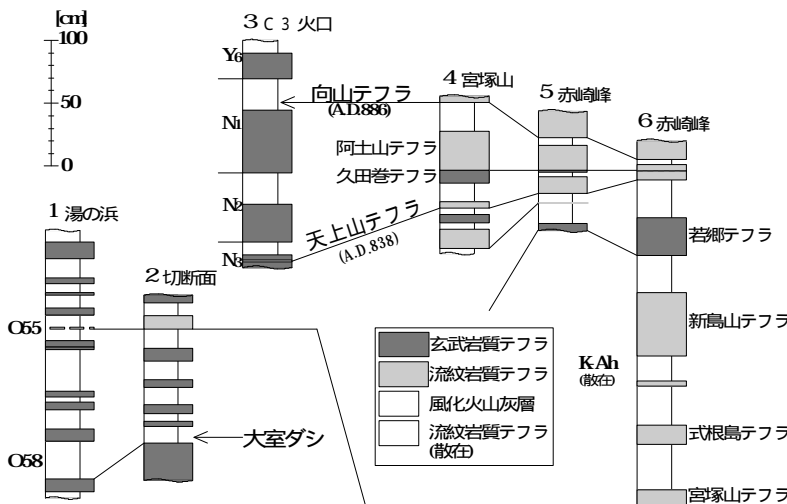 [cm]
100
50
0
3 C 3 火口
Y6
N1
N2
N3
向山テフラ
(A.D.886)
天上山テフラ
(A.D.838)
4 宮塚山
阿土山テフラ
久田巻テフラ
5 赤崎峰
6 赤崎峰
若郷テフラ
新島山テフラ
K-Ah
(散在)
式根島テフラ
宮塚山テフラ
1 湯の浜
O55
O58
2 切断面
大室ダシ
玄武岩質テフラ
流紋岩質テフラ
風化火山灰層
流紋岩質テフラ
(散在)